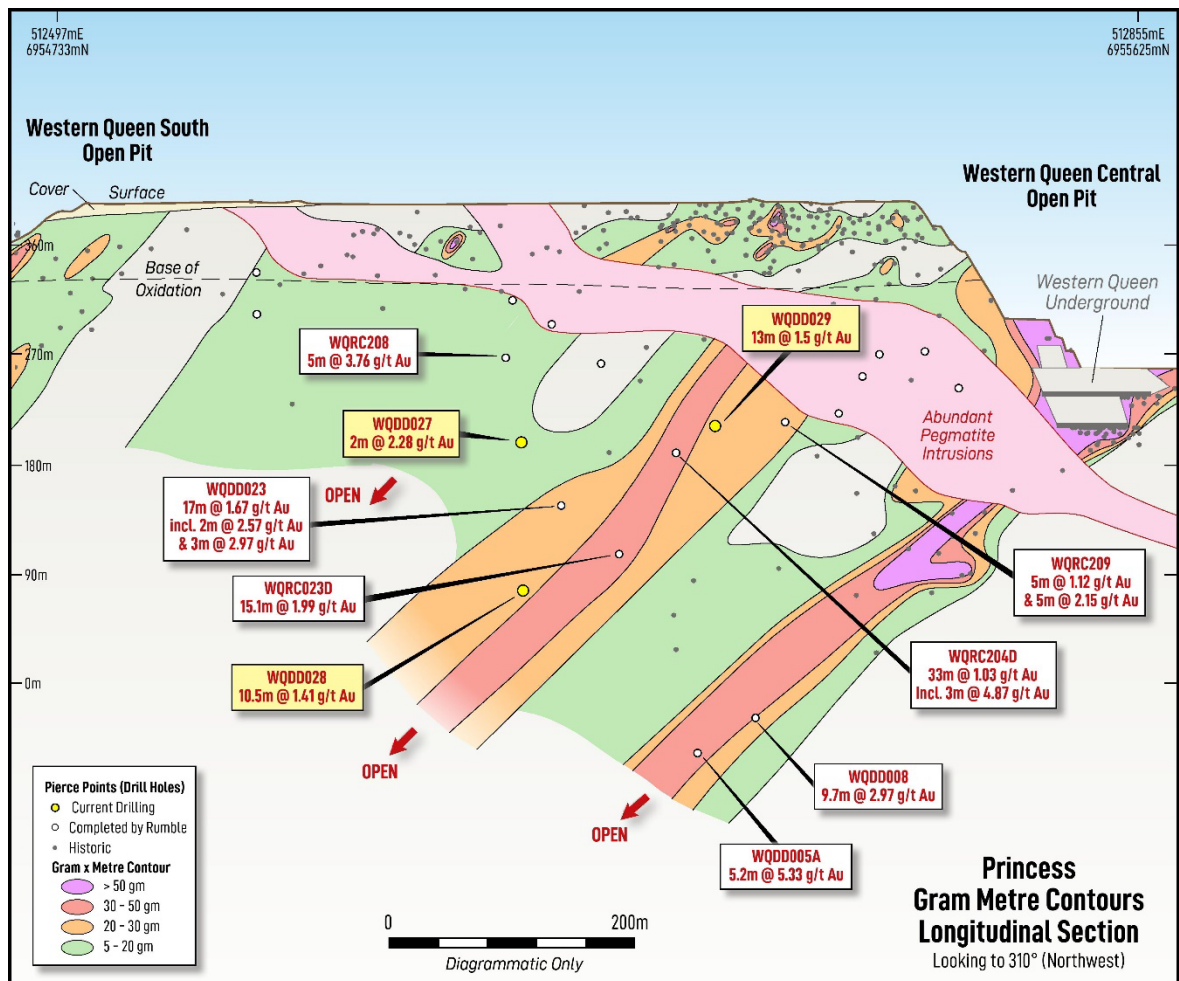 512497mE
6954733mN
512855mE
6955625mN
Western Queen South
Open Pit
Western Queen Central
Open Pit
Cover
Surface
360m
Base of
Oxidation
Western Queen
Underground
WQDD029
13m @ 1.5 g/t Au
WQRC208
5m @ 3.76 g/t Au
270m
WQDD027
2m @ 2.28 g/t Au
Abundant
Pegmatite
Intrusions
180m
WQDD023
17m @ 1.67 g/t Au
incl. 2m @ 2.57 g/t Au
& 3m @ 2.97 g/t Au
OPEN
WQRC209
5m @ 1.12 g/t Au
& 5m @ 2.15 g/t Au
90m
WQRC023D
15.1m @ 1.99 g/t Au
WQRC204D
33m @ 1.03 g/t Au
Incl. 3m @ 4.87 g/t Au
WQDD028
10.5m @ 1.41 g/t Au
0m
OPEN
WQDD008
9.7m @ 2.97 g/t Au
OPEN
WQDD005A
5.2m @ 5.33 g/t Au
Pierce Points (Drill Holes)
Current Drilling
Completed by Rumble
Historic
Gram x Metre Contour
> 50 gm
30 - 50 gm
20 - 30 gm
5 - 20 gm
0
200m
Diagrammatic Only
Princess
Gram Metre Contours
Longitudinal Section
Looking to 310° (Northwest)